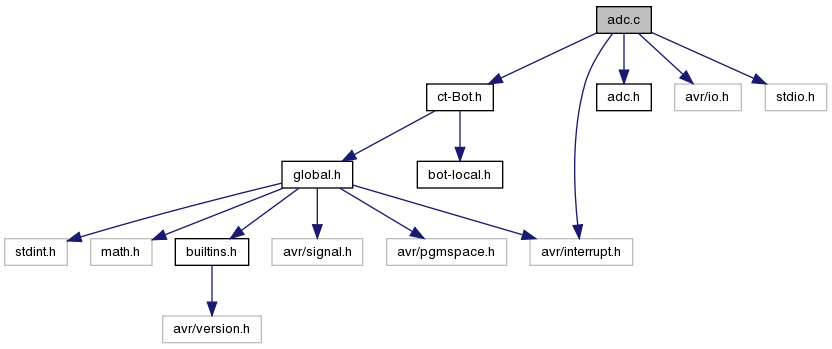 adc.c
ct-Bot.h
adc.h
avr/io.h
stdio.h
global.h
bot-local.h
stdint.h
math.h
builtins.h
avr/signal.h
avr/pgmspace.h
avr/interrupt.h
avr/version.h